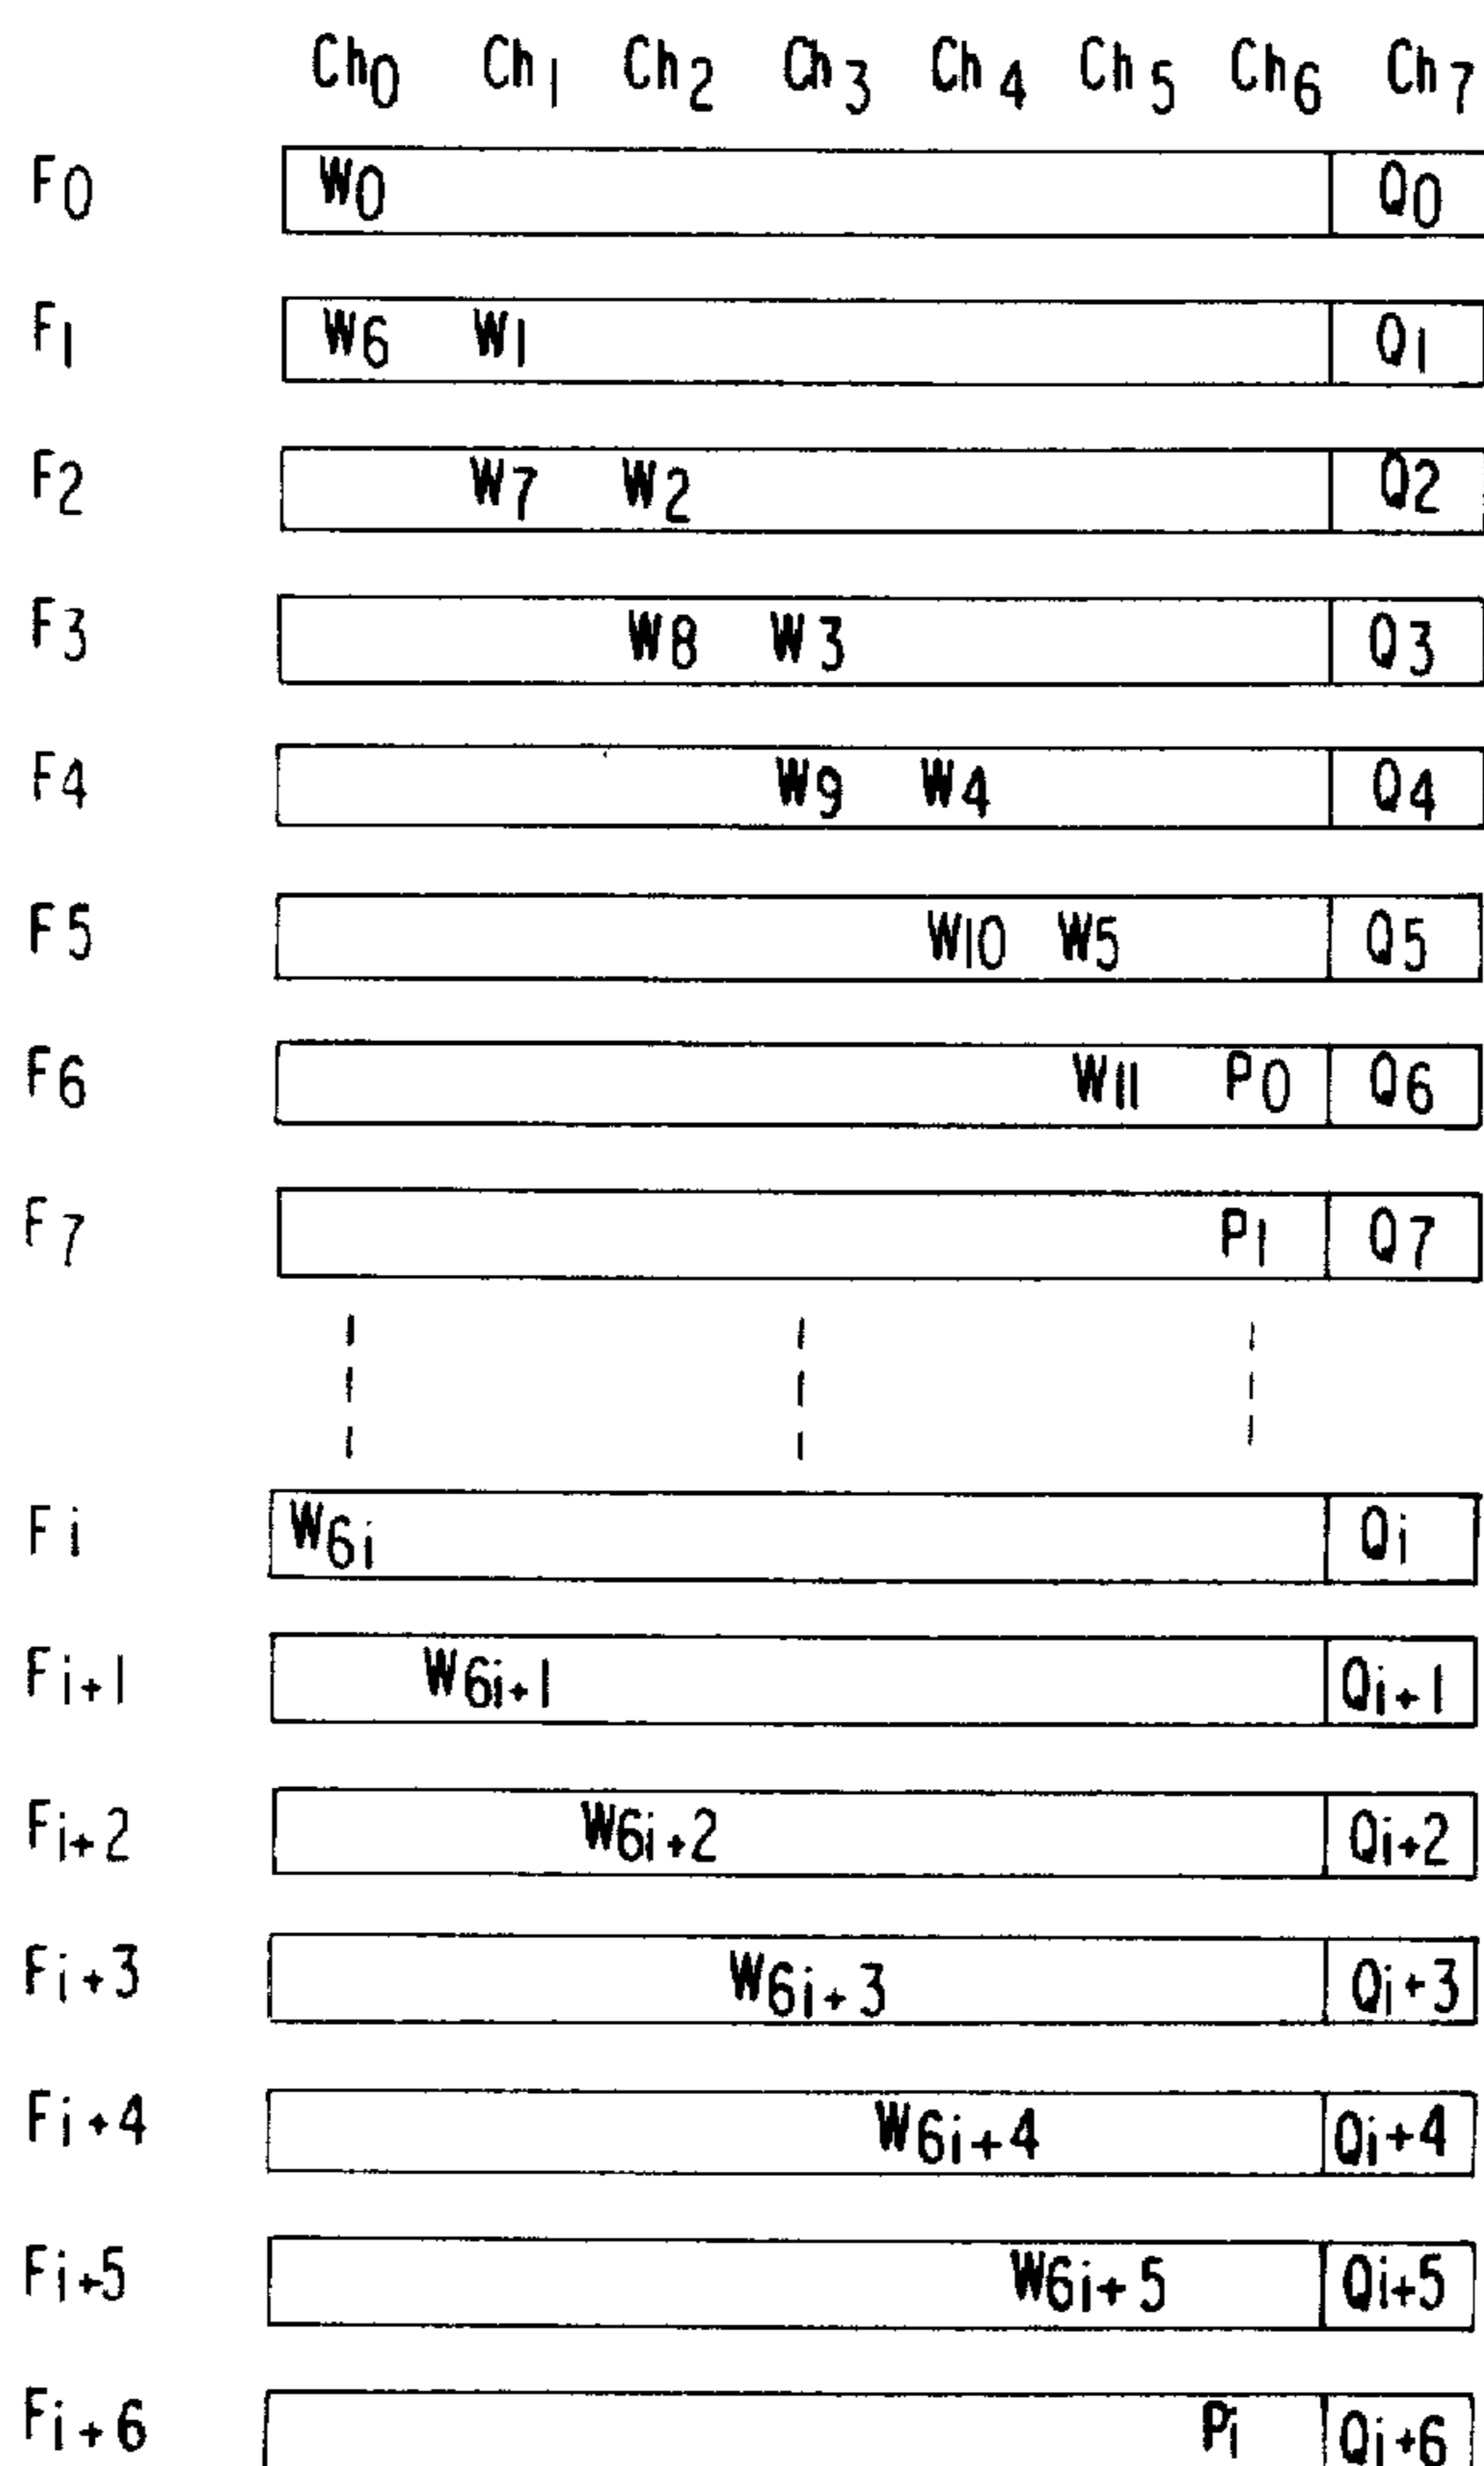 Ch0 Ch1 Ch2 Ch3 Ch4 Ch5 Ch6 Ch7
F0 W0 Q0
F1 W6 W1 Q1
F2 W7 W2 Q2
F3 W8 W3 Q3
F4 W9 W4 Q4
F5 W10 W5 Q5
F6 W11 P0 Q6
F7 P1 Q7
Fi W6i Qi
Fi+1 W6i+1 Qi+1
Fi+2 W6i+2 Qi+2
Fi+3 W6i+3 Qi+3
Fi+4 W6i+4 Qi+4
Fi+5 W6i+5 Qi+5
Fi+6 Pi Qi+6